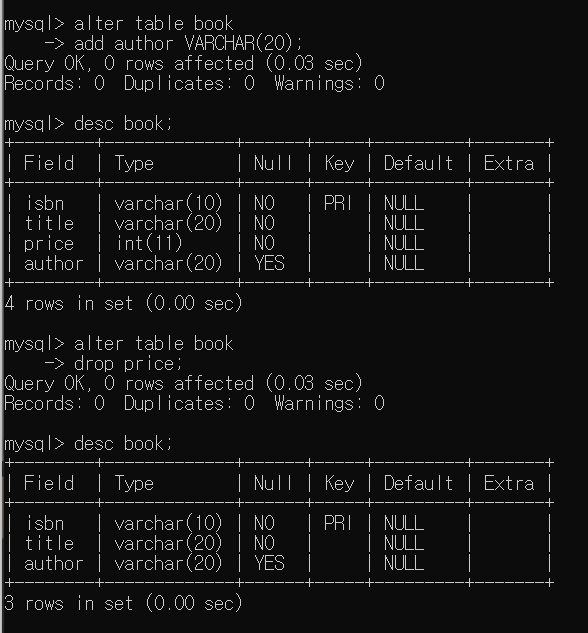 mysql> alter table book
    -> add author VARCHAR(20);
Query OK, 0 rows affected (0.03 sec)
Records: 0  Duplicates: 0  Warnings: 0

mysql> desc book;
+--------+-------------+------+-----+---------+-------+
| Field  | Type        | Null | Key | Default | Extra |
+--------+-------------+------+-----+---------+-------+
| isbn   | varchar(10) | NO   | PRI | NULL    |       |
| title  | varchar(20) | NO   |     | NULL    |       |
| price  | int(11)     | NO   |     | NULL    |       |
| author | varchar(20) | YES  |     | NULL    |       |
+--------+-------------+------+-----+---------+-------+
4 rows in set (0.00 sec)

mysql> alter table book
    -> drop price;
Query OK, 0 rows affected (0.03 sec)
Records: 0  Duplicates: 0  Warnings: 0

mysql> desc book;
+--------+-------------+------+-----+---------+-------+
| Field  | Type        | Null | Key | Default | Extra |
+--------+-------------+------+-----+---------+-------+
| isbn   | varchar(10) | NO   | PRI | NULL    |       |
| title  | varchar(20) | NO   |     | NULL    |       |
| author | varchar(20) | YES  |     | NULL    |       |
+--------+-------------+------+-----+---------+-------+
3 rows in set (0.00 sec)